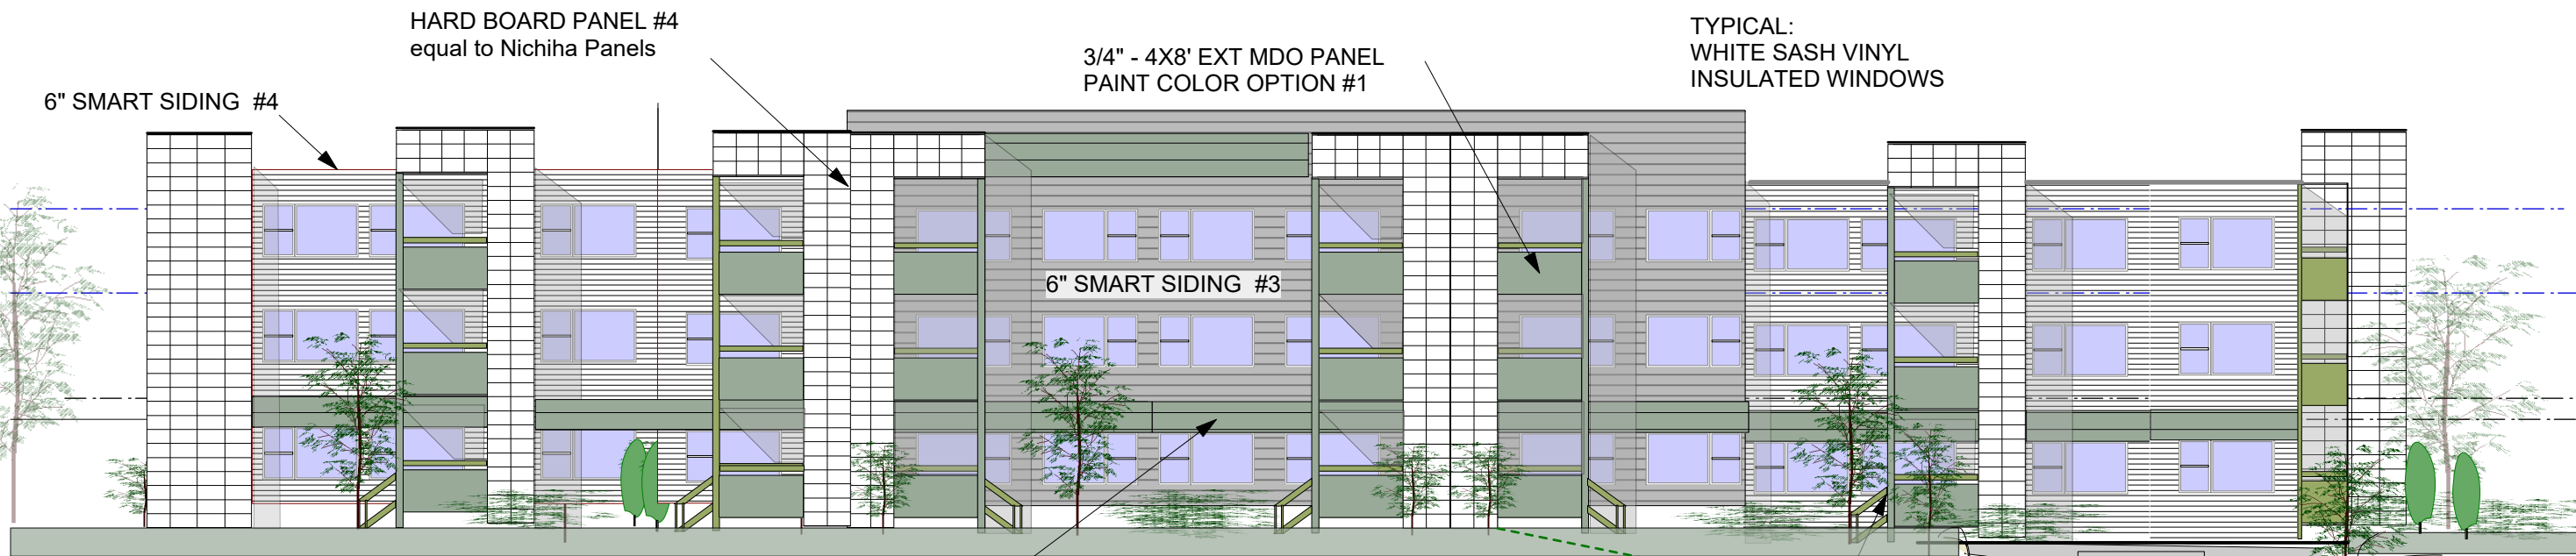 HARD BOARD PANEL #4
equal to Nichiha Panels
6" SMART SIDING #4
3/4" - 4X8' EXT MDO PANEL
PAINT COLOR OPTION #1
TYPICAL:
WHITE SASH VINYL
INSULATED WINDOWS
6" SMART SIDING #3